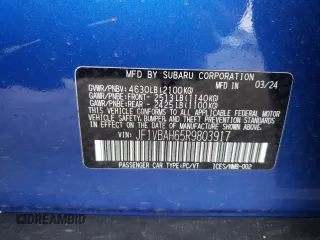 MFD BY SUBARU CORPORATION 03/24
GVWR/PNBV:4630LB(2100KG)
GAWR/PNBE:FRONT- 2513LB(1140KG)
GAWR/PNBE:REAR - 2425LB(1100KG)
THIS VEHICLE CONFORMS TO ALL APPLICABLE FEDERAL MOTOR
VEHICLE SAFETY, BUMPER, AND THEFT PREVENTION STANDARDS
IN EFFECT ON THE DATE OF MANUFACTURE SHOWN ABOVE.
VIN: JF1VBAH65R9803917
PASSENGER CAR TYPE:PC/VT ICES/NMB-002
© DREAMBID